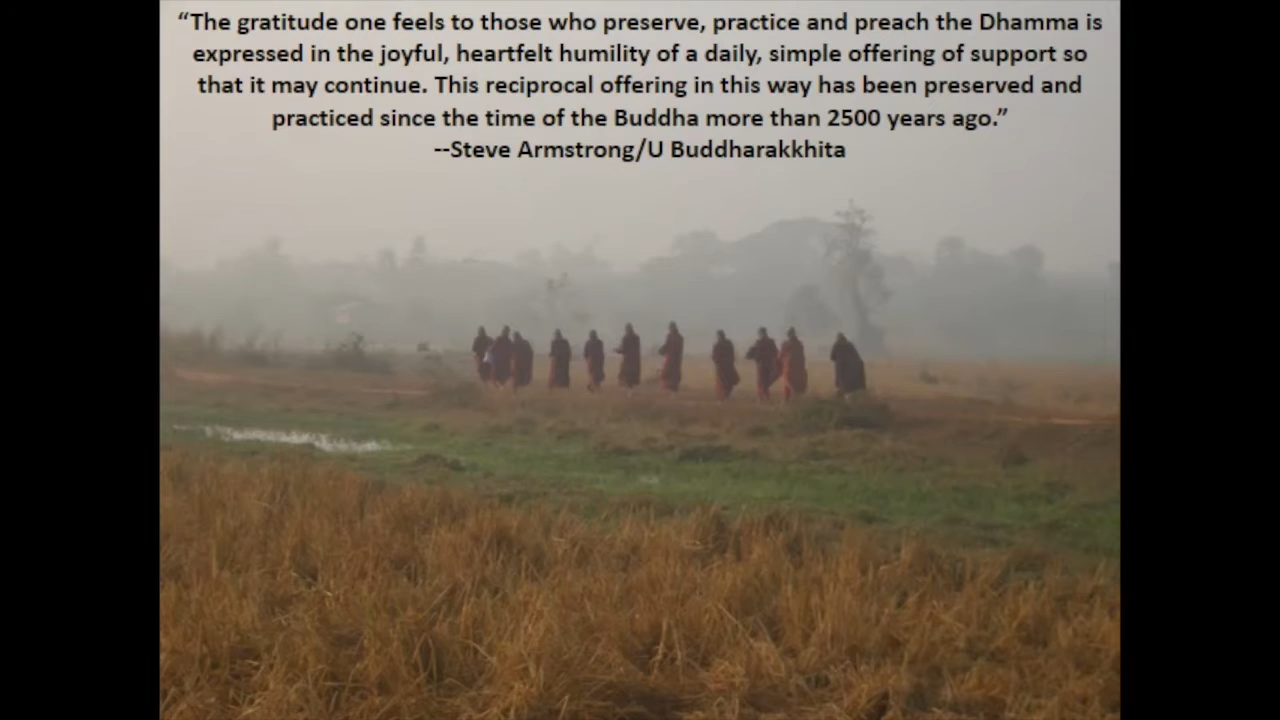 “The gratitude one feels to those who preserve, practice and preach the Dhamma is
expressed in the joyful, heartfelt humility of a daily, simple offering of support so
that it may continue. This reciprocal offering in this way has been preserved and
practiced since the time of the Buddha more than 2500 years ago.”
--Steve Armstrong/U Buddharakkhita